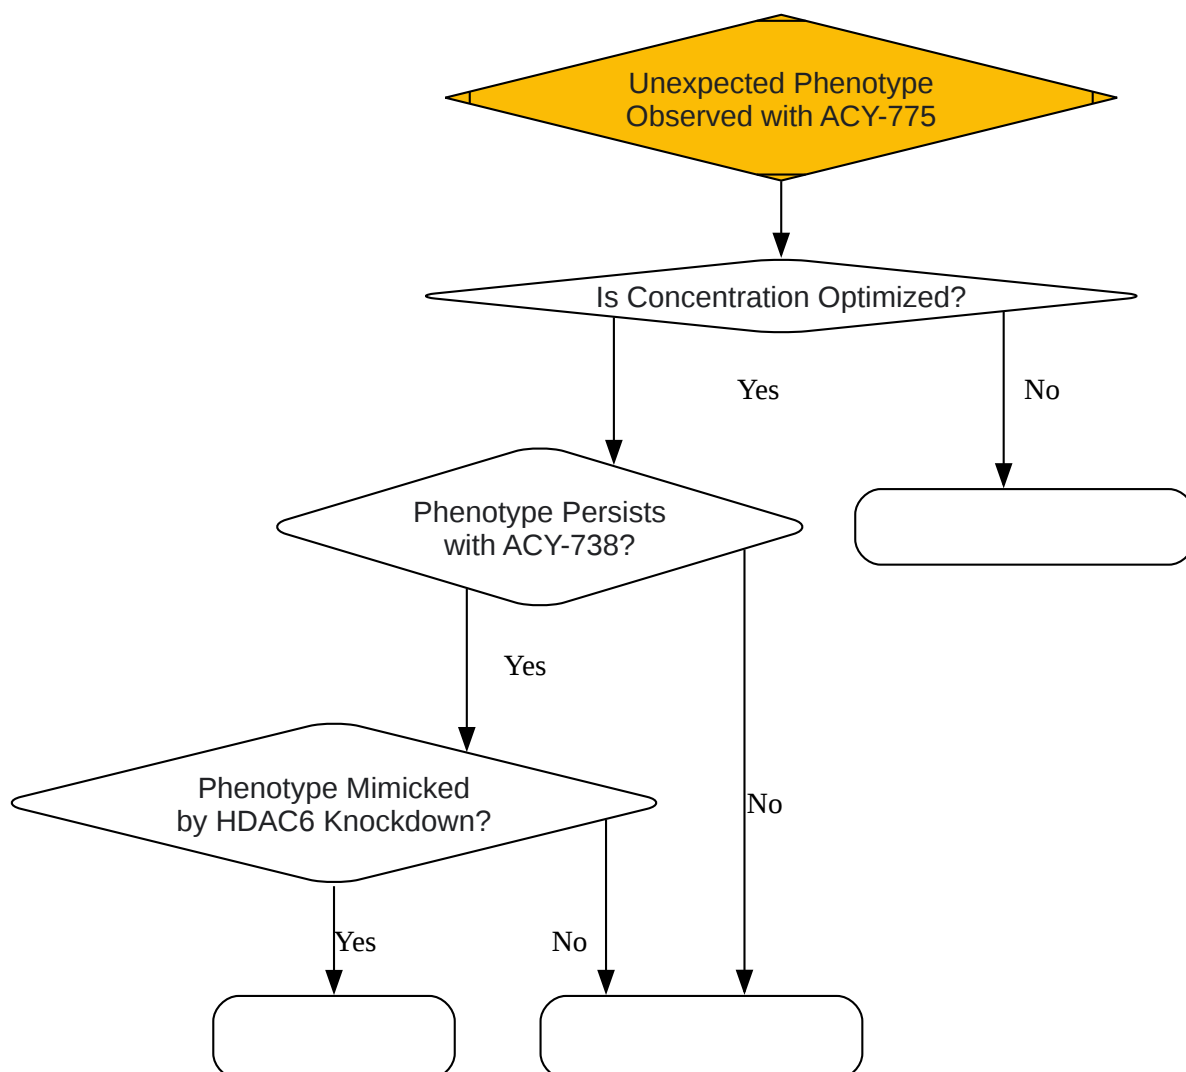 Unexpected Phenotype
Observed with ACY-775
Is Concentration Optimized?
Yes
No
Phenotype Persists
with ACY-738?
Yes
Phenotype Mimicked
by HDAC6 Knockdown?
No
Yes
No